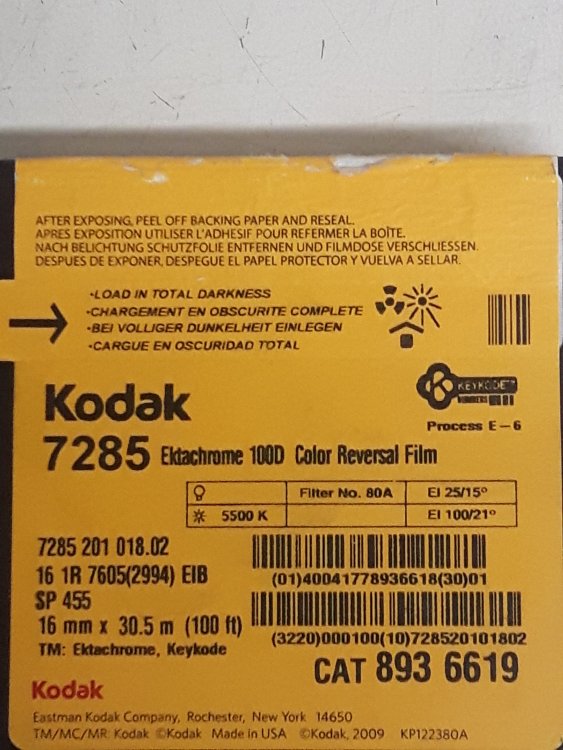 AFTER EXPOSING, PEEL OFF BACKING PAPER AND RESEAL.
APRES EXPOSITION UTILISER L'ADHESIF POUR REFERMER LA BOÎTE.
NACH BELICHTUNG SCHUTZFOLIE ENTFERNEN UND FILMDOSE VERSCHLIESSEN.
DESPUES DE EXPONER, DESPEGUE EL PAPEL PROTECTOR Y VUELVA A SELLAR.
•LOAD IN TOTAL DARKNESS
•CHARGEMENT EN OBSCURITE COMPLETE
•BEI VOLLIGER DUNKELHEIT EINLEGEN
•CARGUE EN OSCURIDAD TOTAL
KEYKODE™
NUMBERS
Kodak
Process E-6
7285 Ektachrome 100D Color Reversal Film
Filter No. 80A EI 25/15°
5500 K EI 100/21°
7285 201 018.02
16 1R 7605(2994) EIB
(01)40041778936618(30)01
SP 455
16 mm x 30.5 m (100 ft)
(3220)000100(10)728520101802
TM: Ektachrome, Keykode
CAT 893 6619
Kodak
Eastman Kodak Company, Rochester, New York 14650
TM/MC/MR: Kodak ©Kodak Made in USA ©Kodak, 2009 KP122380A